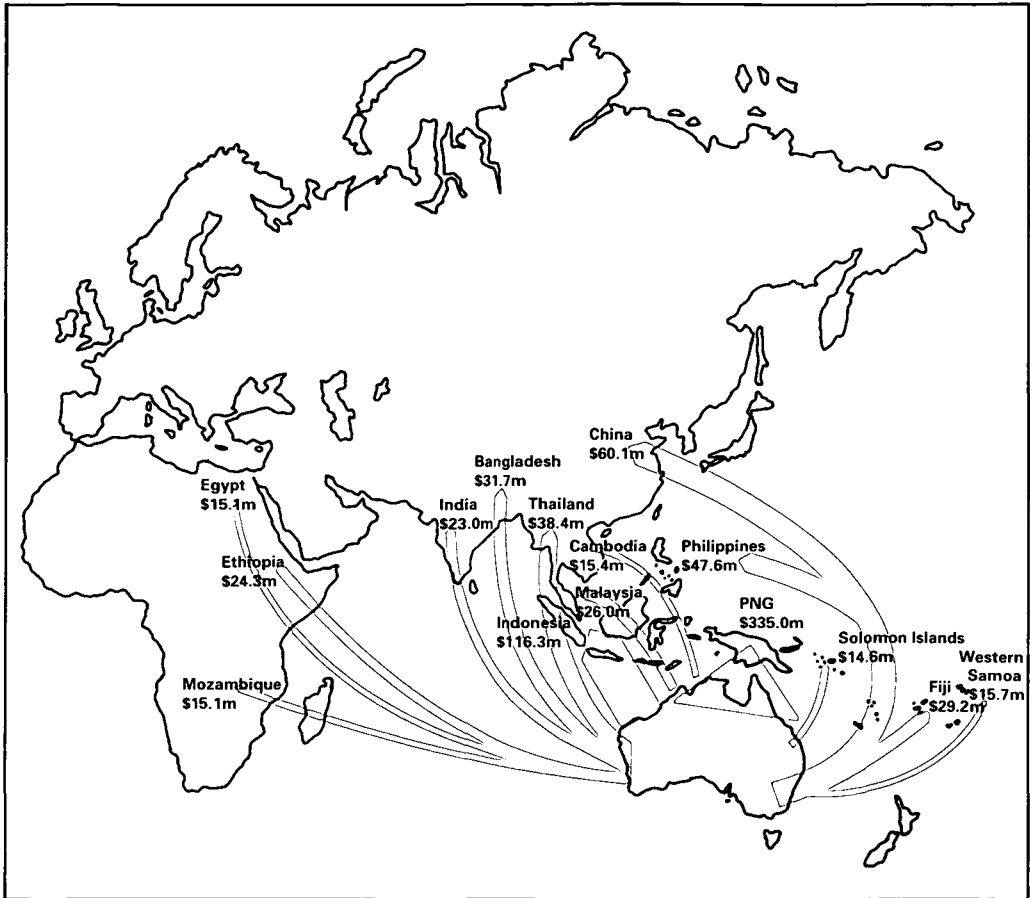 China
$60.1m
Bangladesh
$31.7m
Egypt
$15.1m
India
$23.0m
Thailand
$38.4m
Cambodia
$15.4m
Philippines
$47.6m
Ethiopia
$24.3m
Malaysia
$26.0m
PNG
$335.0m
Indonesia
$116.3m
Solomon Islands
$14.6m
Western
Samoa
$15.7m
Fiji
$29.2m
Mozambique
$15.1m